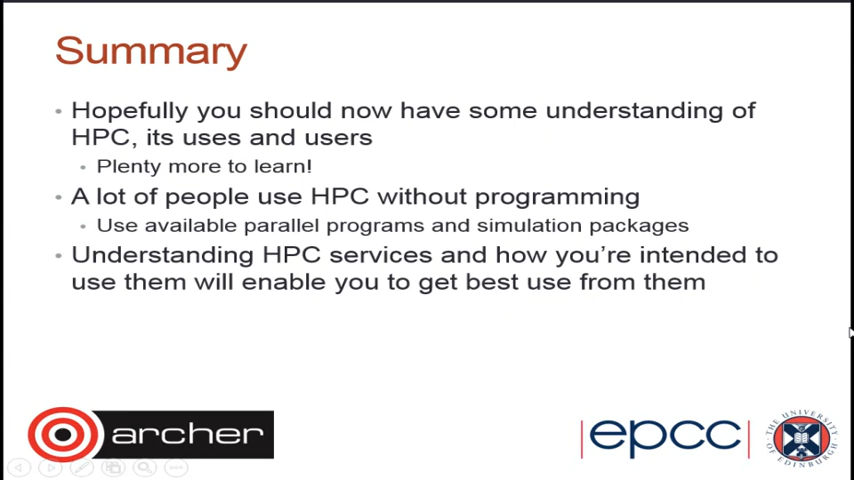 Summary
• Hopefully you should now have some understanding of
HPC, its uses and users
• Plenty more to learn!
• A lot of people use HPC without programming
• Use available parallel programs and simulation packages
• Understanding HPC services and how you're intended to
use them will enable you to get best use from them
archer
epcc
THE UNIVERSITY OF EDINBURGH